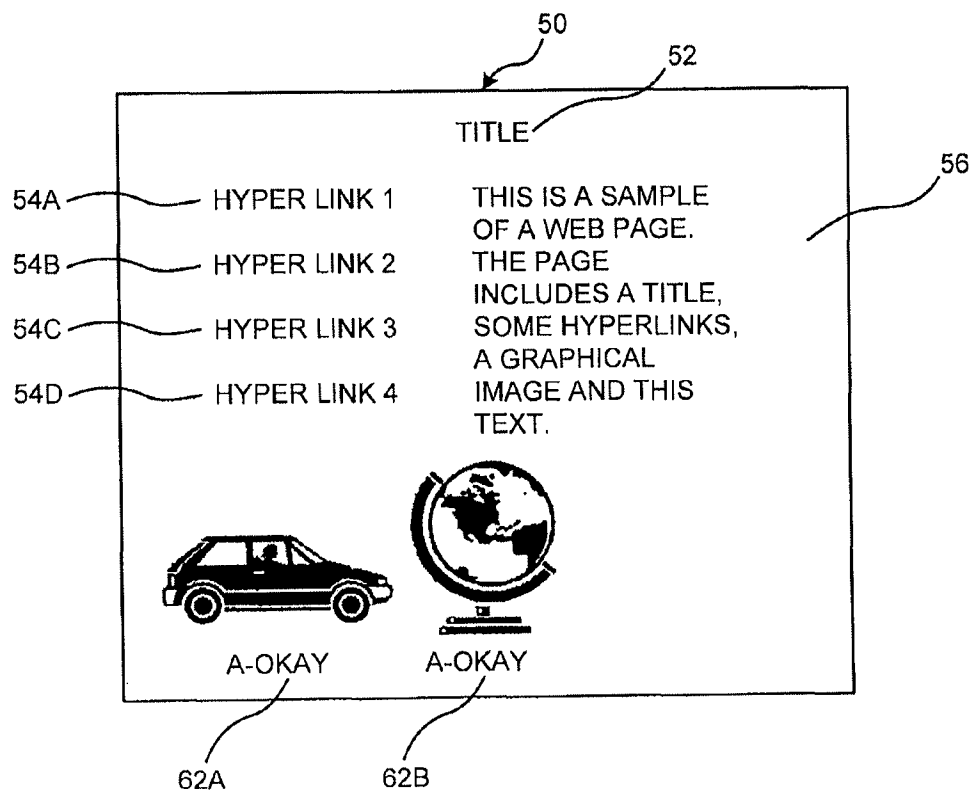 50
52
TITLE
56
54A
HYPER LINK 1
54B
HYPER LINK 2
54C
HYPER LINK 3
54D
HYPER LINK 4
THIS IS A SAMPLE
OF A WEB PAGE.
THE PAGE
INCLUDES A TITLE,
SOME HYPERLINKS,
A GRAPHICAL
IMAGE AND THIS
TEXT.
A-OKAY
A-OKAY
62A
62B